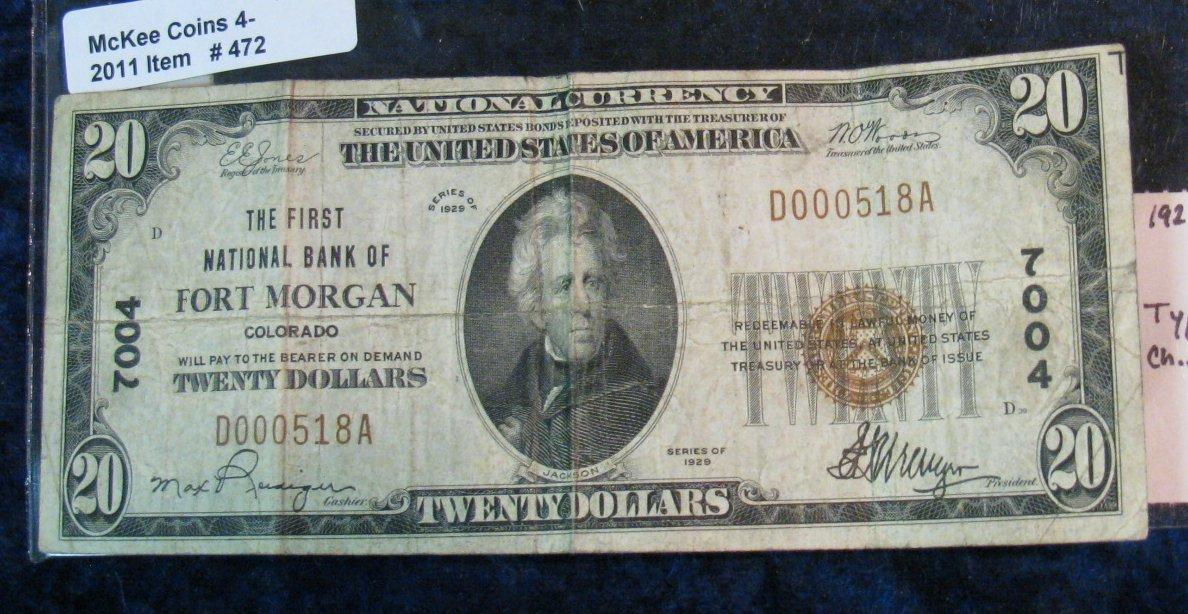 McKee Coins 4-
2011 Item # 472
NATIONAL CURRENCY
SECURED BY UNITED STATES BONDS DEPOSITED WITH THE TREASURER OF
THE UNITED STATES OF AMERICA
20
20
E E Jones
Register of the Treasury.
W O Woods
Treasurer of the United States.
SERIES OF
1929
D000518A
D
THE FIRST
NATIONAL BANK OF
FORT MORGAN
COLORADO
WILL PAY TO THE BEARER ON DEMAND
TWENTY DOLLARS
7004
D000518A
TWENTY
REDEEMABLE IN LAWFUL MONEY OF
THE UNITED STATES AT UNITED STATES
TREASURY OR AT THE BANK OF ISSUE
7004
D
JACKSON
SERIES OF
1929
Max
Cashier.
President.
20
20
TWENTY DOLLARS
T
192
Ty
Ch.